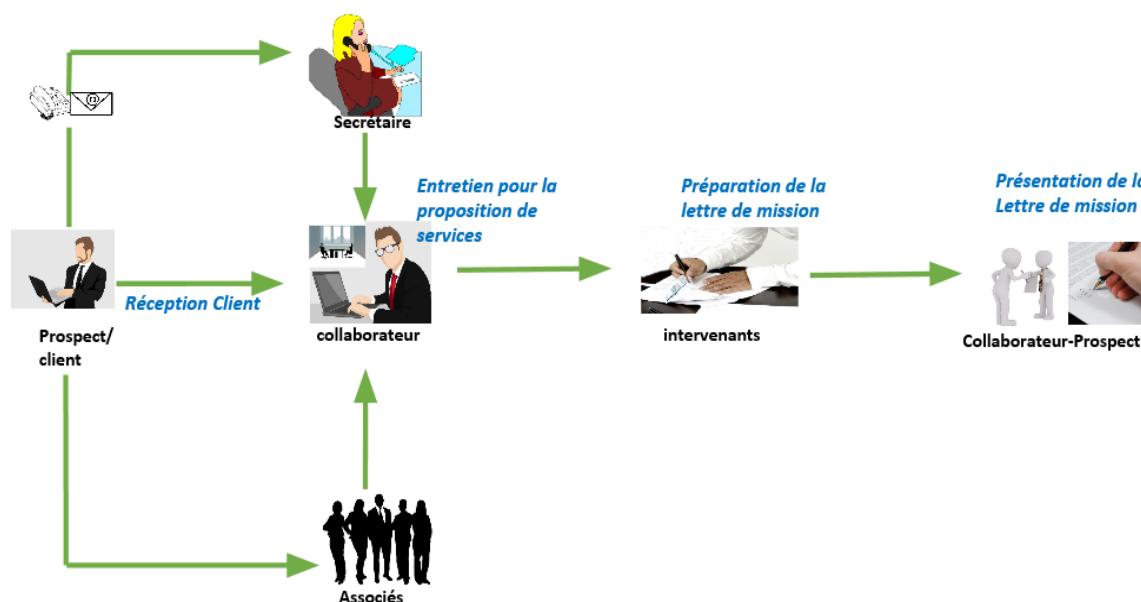 Secrétaire
Entretien pour la
proposition de
services
Préparation de la
lettre de mission
Présentation de la
Lettre de mission
Réception Client
Prospect/
client
collaborateur
intervenants
Collaborateur-Prospect
Associés